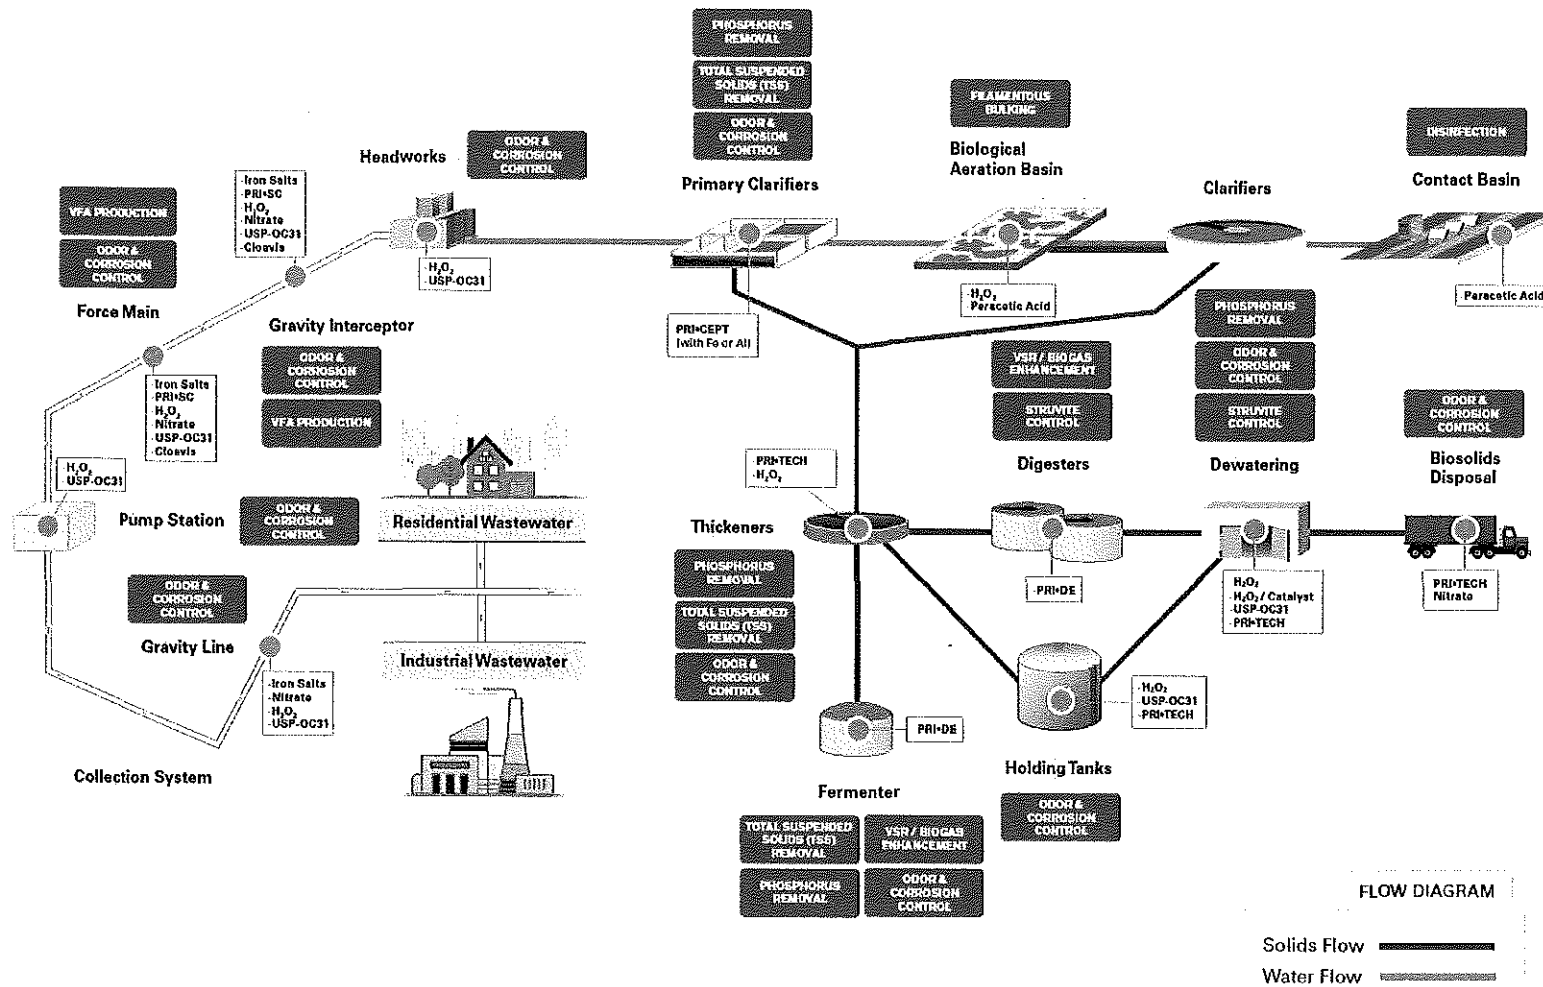 PHOSPHORUS
REMOVAL
TOTAL SUSPENDED
SOLIDS (TSS)
REMOVAL
ODOR &
CORROSION
CONTROL
Primary Clarifiers
FILAMENTOUS
BULKING
Biological
Aeration Basin
DISINFECTION
Contact Basin
Clarifiers
Headworks
ODOR &
CORROSION
CONTROL
VFA PRODUCTION
ODOR &
CORROSION
CONTROL
Force Main
-Iron Salts
-PRI•SC
-H₂O₂
-Nitrate
-USP-OC31
-Cloevis
-H₂O₂
-USP-OC31
PRI•CEPT
(with Fe or Al)
-H₂O₂
Paracetic Acid
Paracetic Acid
Gravity Interceptor
ODOR &
CORROSION
CONTROL
VFA PRODUCTION
-Iron Salts
-PRI•SC
-H₂O₂
-Nitrate
-USP-OC31
-Cloevis
-H₂O₂
-USP-OC31
Pump Station
ODOR &
CORROSION
CONTROL
Residential Wastewater
ODOR &
CORROSION
CONTROL
Gravity Line
Industrial Wastewater
-Iron Salts
-Nitrate
-H₂O₂
-USP-OC31
Collection System
VSR / BIOGAS
ENHANCEMENT
STRUVITE
CONTROL
Digesters
PHOSPHORUS
REMOVAL
ODOR &
CORROSION
CONTROL
STRUVITE
CONTROL
Dewatering
ODOR &
CORROSION
CONTROL
Biosolids
Disposal
-PRI•TECH
-H₂O₂
Thickeners
PHOSPHORUS
REMOVAL
TOTAL SUSPENDED
SOLIDS (TSS)
REMOVAL
ODOR &
CORROSION
CONTROL
-PRI•DE
H₂O₂
-H₂O₂ / Catalyst
-USP-OC31
-PRI•TECH
PRI•TECH
Nitrate
-H₂O₂
USP-OC31
-PRI•TECH
PRI•DE
Holding Tanks
ODOR &
CORROSION
CONTROL
Fermenter
TOTAL SUSPENDED
SOLIDS (TSS)
REMOVAL
VSR / BIOGAS
ENHANCEMENT
PHOSPHORUS
REMOVAL
ODOR &
CORROSION
CONTROL
FLOW DIAGRAM
Solids Flow
Water Flow